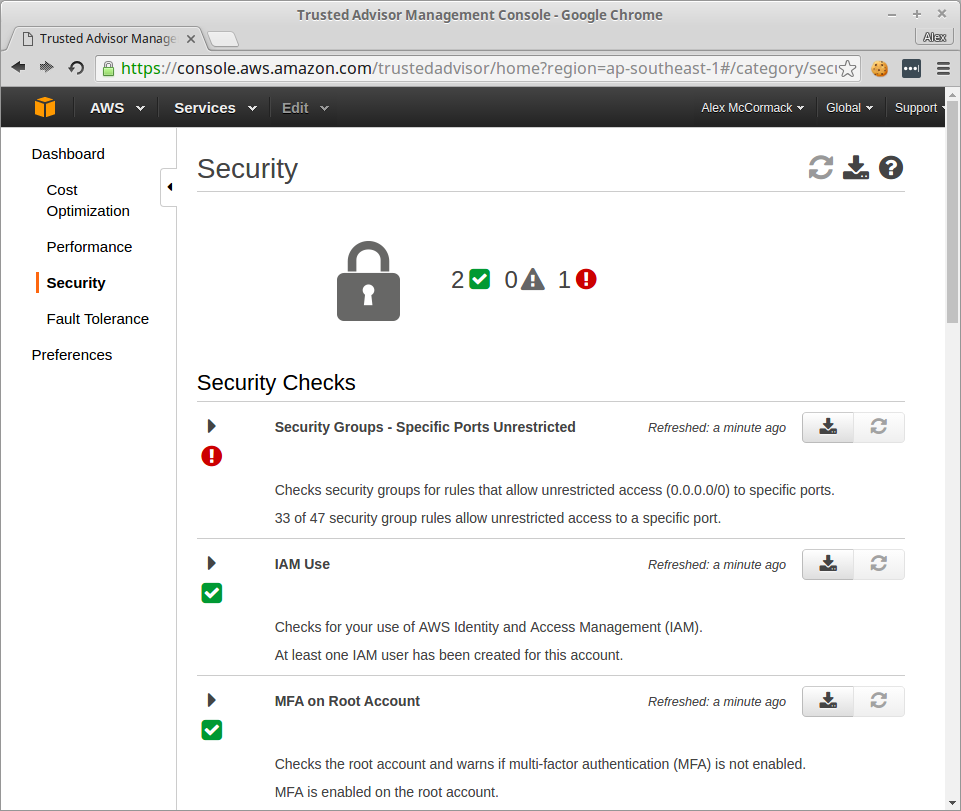 Trusted Advisor Management Console - Google Chrome
Trusted Advisor Manage
Alex
https://console.aws.amazon.com/trustedadvisor/home?region=ap-southeast-1#/category/secu
AWS Services Edit Alex McCormack Global Support
Dashboard
Cost
Optimization
Performance
Security
Fault Tolerance
Preferences
Security
2 0 1
Security Checks
Security Groups - Specific Ports Unrestricted Refreshed: a minute ago
Checks security groups for rules that allow unrestricted access (0.0.0.0/0) to specific ports.
33 of 47 security group rules allow unrestricted access to a specific port.
IAM Use Refreshed: a minute ago
Checks for your use of AWS Identity and Access Management (IAM).
At least one IAM user has been created for this account.
MFA on Root Account Refreshed: a minute ago
Checks the root account and warns if multi-factor authentication (MFA) is not enabled.
MFA is enabled on the root account.